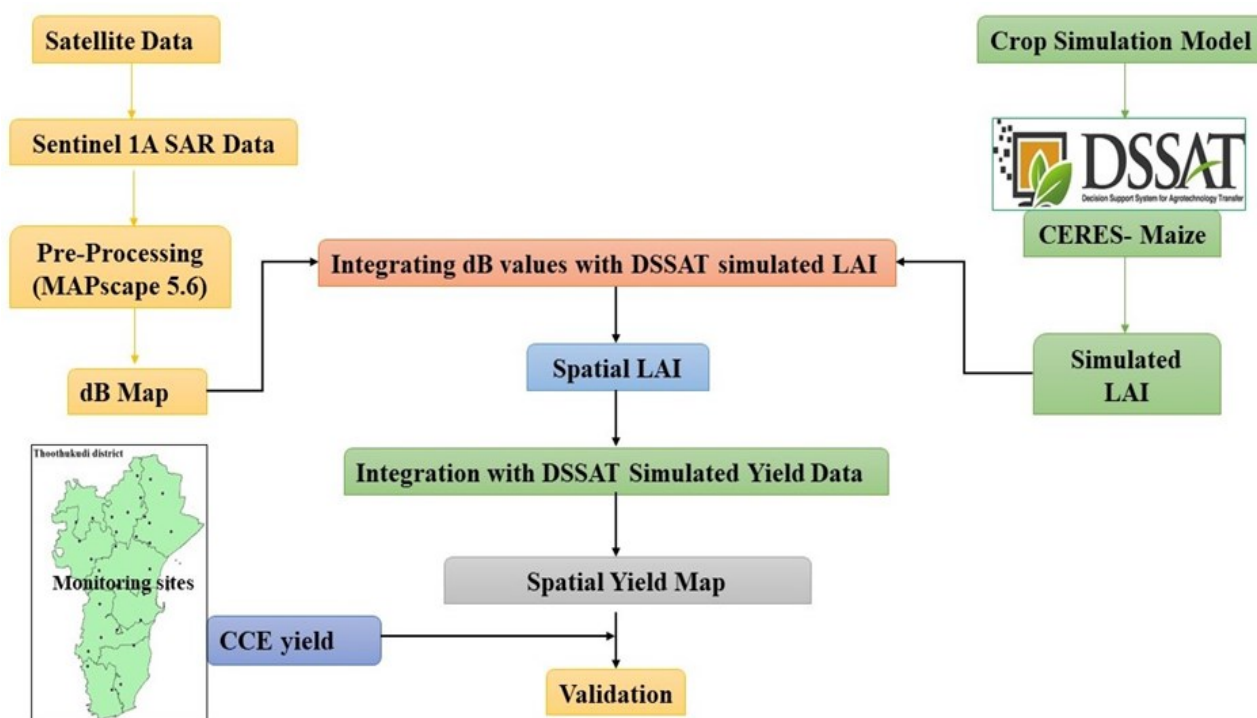 Satellite Data
Sentinel 1A SAR Data
Pre-Processing
(MAPscape 5.6)
dB Map
Crop Simulation Model
DSSAT
Decision Support System for Agrotechnology Transfer
CERES- Maize
Simulated
LAI
Integrating dB values with DSSAT simulated LAI
Spatial LAI
Integration with DSSAT Simulated Yield Data
Spatial Yield Map
Thoothukudi district
Monitoring sites
CCE yield
Validation